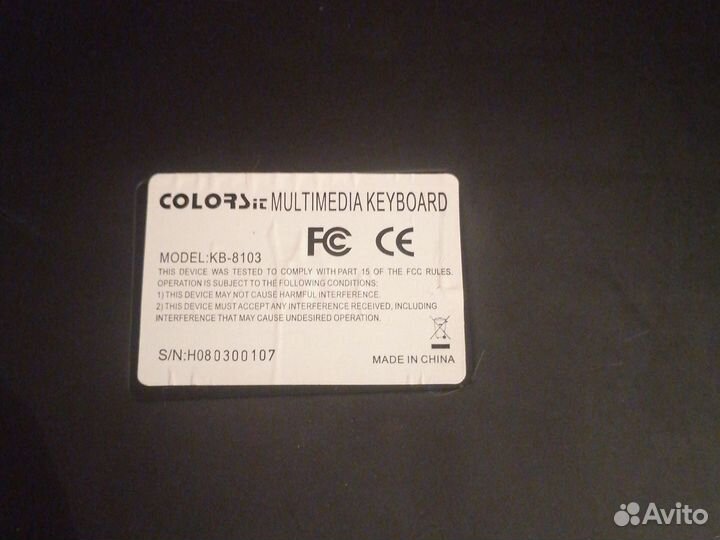 COLORSit MULTIMEDIA KEYBOARD
FC CE
MODEL:KB-8103
THIS DEVICE WAS TESTED TO COMPLY WITH PART 15 OF THE FCC RULES.
OPERATION IS SUBJECT TO THE FOLLOWING CONDITIONS:
1) THIS DEVICE MAY NOT CAUSE HARMFUL INTERFERENCE.
2) THIS DEVICE MUST ACCEPT ANY INTERFERENCE RECEIVED, INCLUDING
INTERFERENCE THAT MAY CAUSE UNDESIRED OPERATION.
S/N:H080300107
MADE IN CHINA
Avito